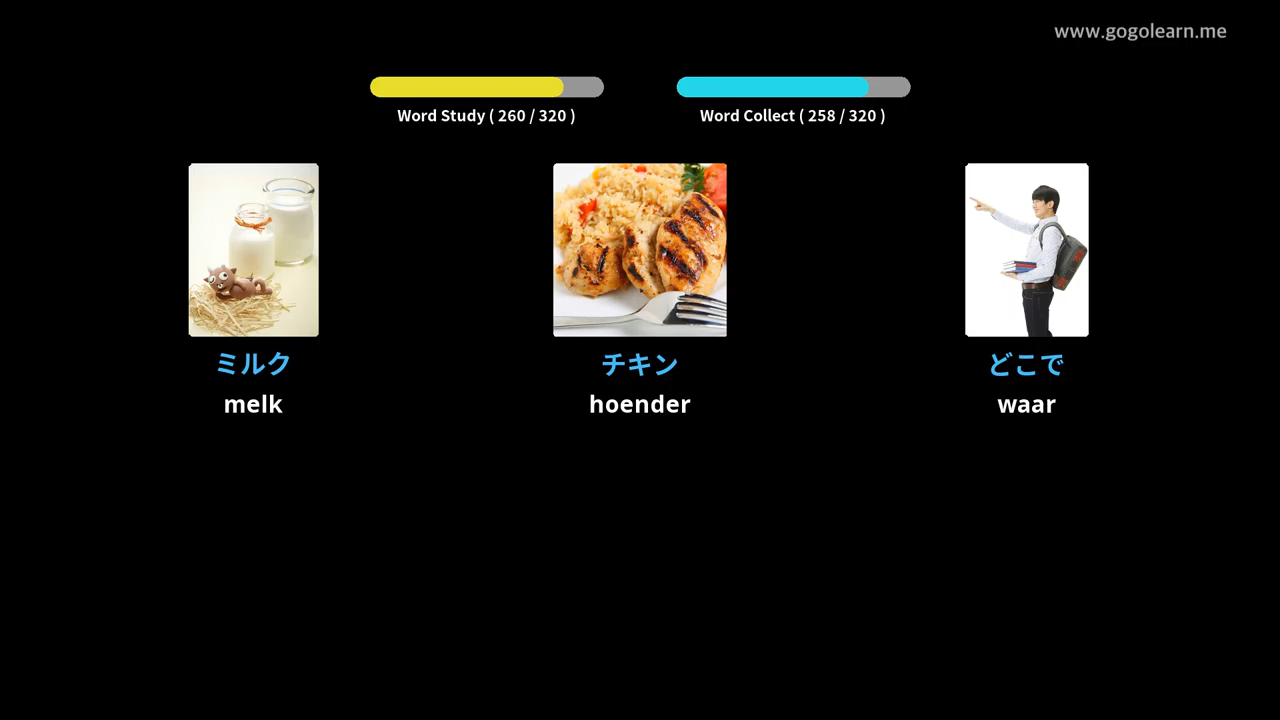 www.gogolearn.me
Word Study ( 260 / 320 )
Word Collect ( 258 / 320 )
ミルク
チキン
どこで
melk
hoender
waar